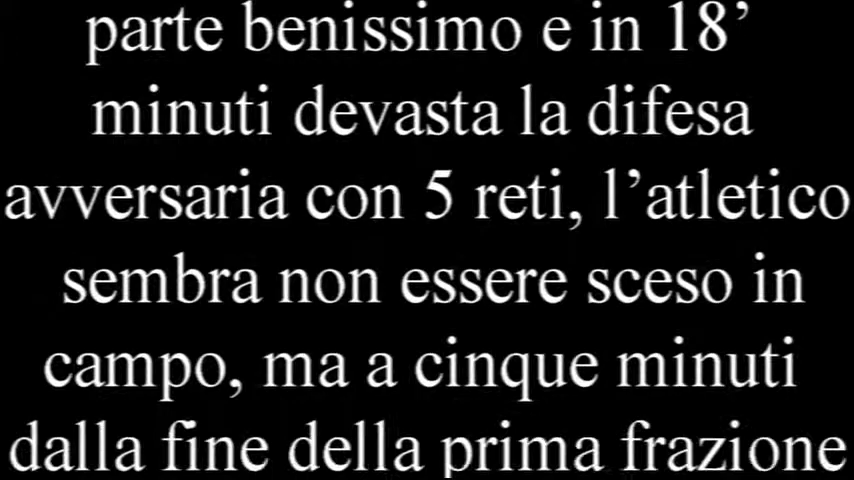 parte benissimo e in 18’
minuti devasta la difesa
avversaria con 5 reti, l’atletico
sembra non essere sceso in
campo, ma a cinque minuti
dalla fine della prima frazione